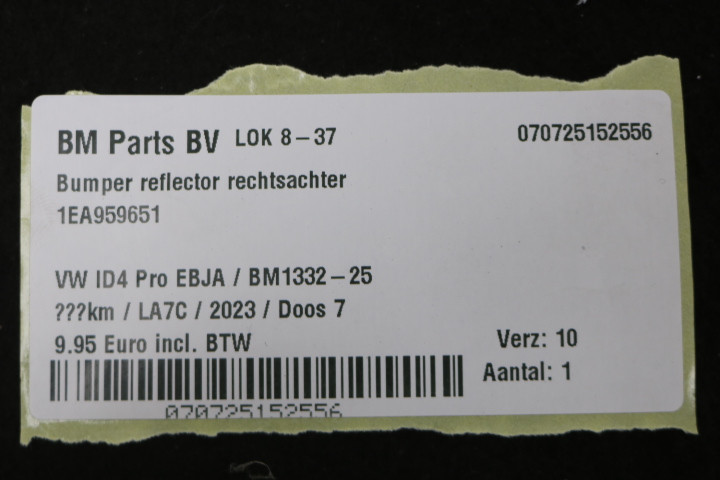 BM Parts BV LOK 8-37 070725152556
Bumper reflector rechtsachter
1EA959651
VW ID4 Pro EBJA / BM1332-25
???km / LA7C / 2023 / Doos 7
9.95 Euro incl. BTW Verz: 10
Aantal: 1
070725152556